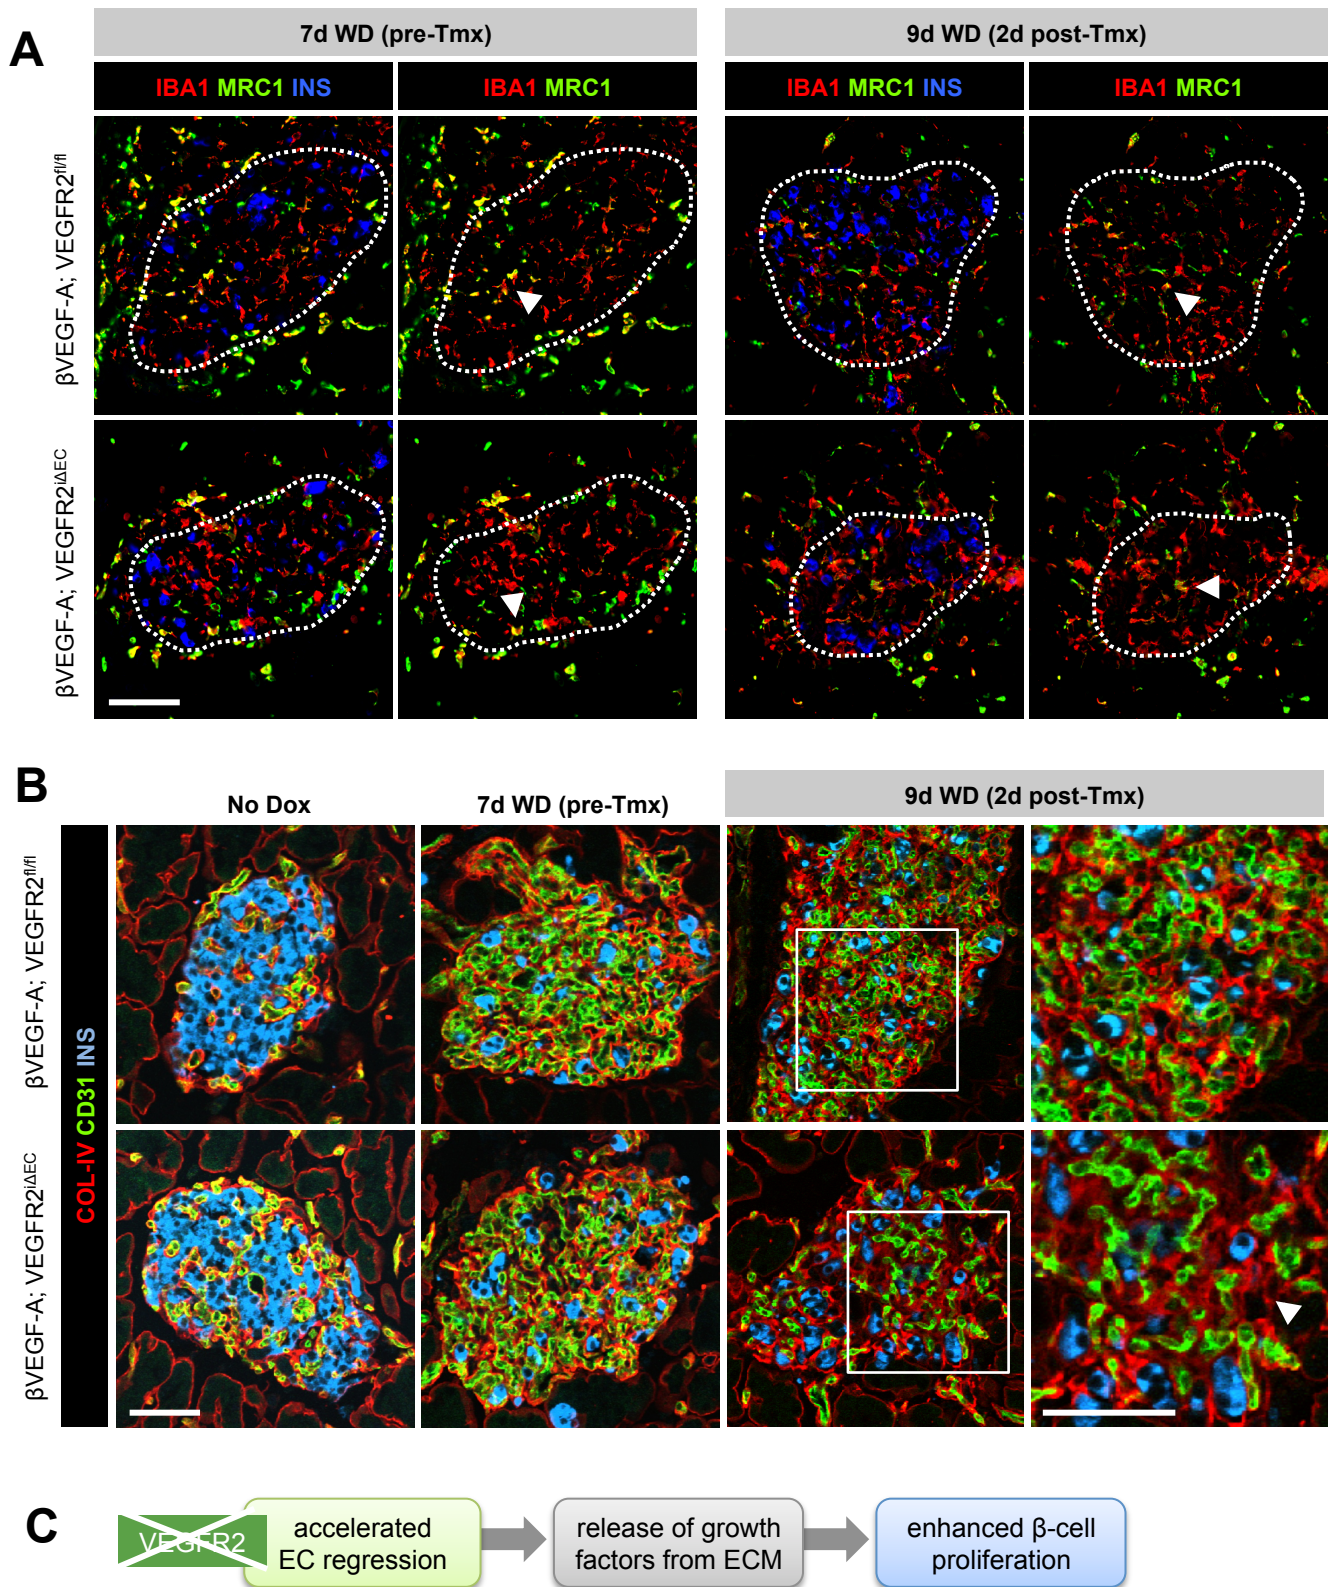 A
7d WD (pre-Tmx)
9d WD (2d post-Tmx)
IBA1 MRC1 INS
IBA1 MRC1
IBA1 MRC1 INS
IBA1 MRC1
βVEGF-A; VEGFR2fl/fl
βVEGF-A; VEGFR2iΔEC
B
No Dox
7d WD (pre-Tmx)
9d WD (2d post-Tmx)
COL-IV CD31 INS
βVEGF-A; VEGFR2fl/fl
βVEGF-A; VEGFR2iΔEC
C
VEGFR2
accelerated
EC regression
release of growth
factors from ECM
enhanced β-cell
proliferation